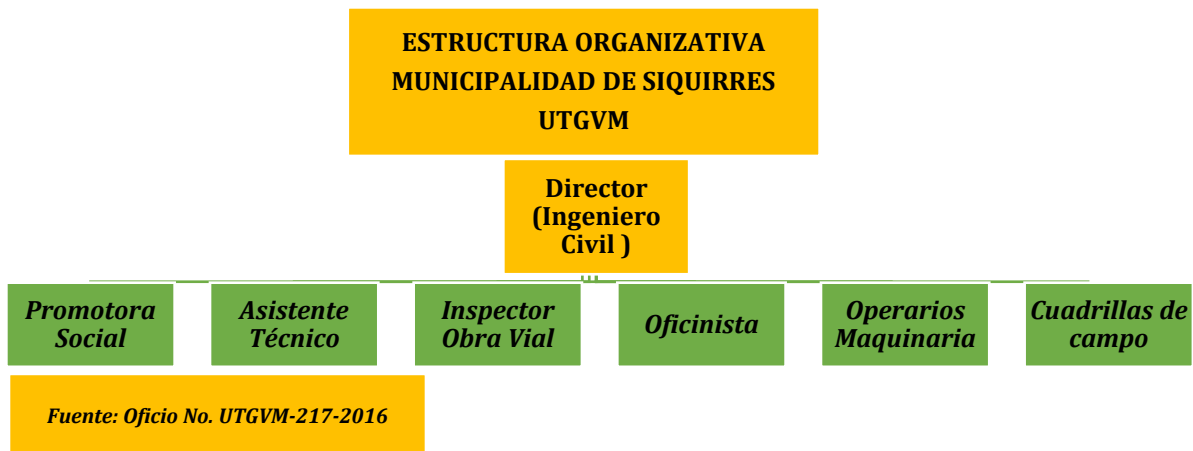 ESTRUCTURA ORGANIZATIVA
MUNICIPALIDAD DE SIQUIRRES
UTGVM
Director
(Ingeniero
Civil )
Promotora
Social
Asistente
Técnico
Inspector
Obra Vial
Oficinista
Operarios
Maquinaria
Cuadrillas de
campo
Fuente: Oficio No. UTGVM-217-2016